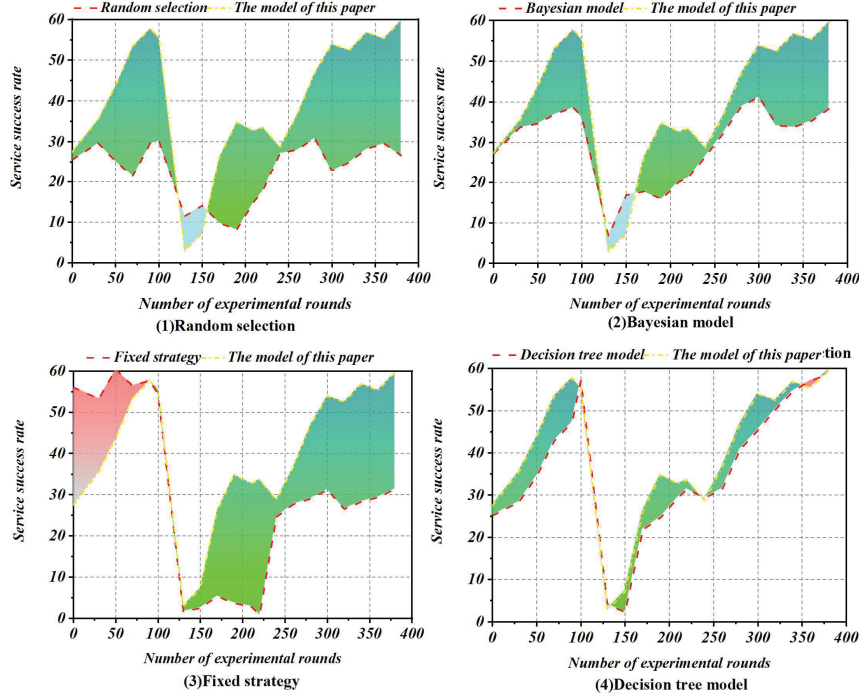 Random selection The model of this paper
60
50
40
30
20
10
0
Service success rate
0 50 100 150 200 250 300 350 400
Number of experimental rounds
(1)Random selection
Bayesian model The model of this paper
60
50
40
30
20
10
0
Service success rate
0 50 100 150 200 250 300 350 400
Number of experimental rounds
(2)Bayesian model
Fixed strategy The model of this paper
60
50
40
30
20
10
0
Service success rate
0 50 100 150 200 250 300 350 400
Number of experimental rounds
(3)Fixed strategy
Decision tree model The model of this paper tion
60
50
40
30
20
10
0
Service success rate
0 50 100 150 200 250 300 350 400
Number of experimental rounds
(4)Decision tree model